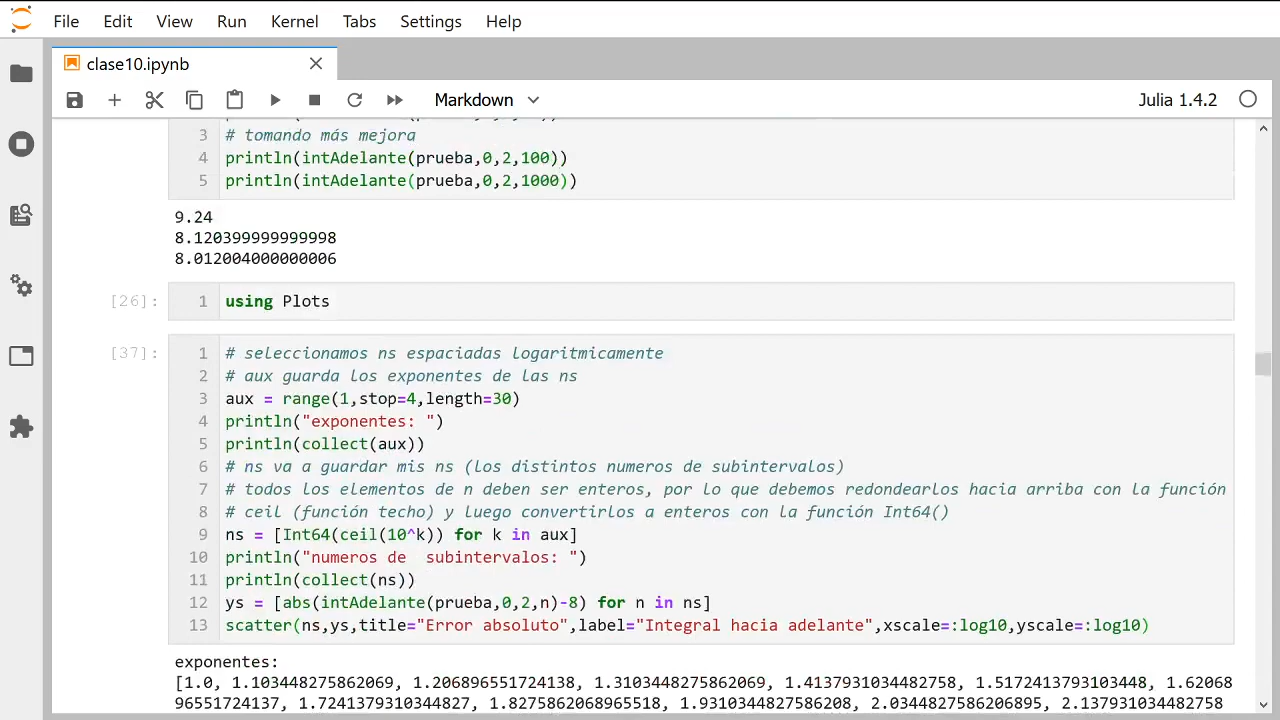 File Edit View Run Kernel Tabs Settings Help
clase10.ipynb
Markdown Julia 1.4.2
3 # tomando más mejora
4 println(intAdelante(prueba,0,2,100))
5 println(intAdelante(prueba,0,2,1000))
9.24
8.120399999999998
8.012004000000006
[26]: 1 using Plots
[37]: 1 # seleccionamos ns espaciadas logaritmicamente
2 # aux guarda los exponentes de las ns
3 aux = range(1,stop=4,length=30)
4 println("exponentes: ")
5 println(collect(aux))
6 # ns va a guardar mis ns (los distintos numeros de subintervalos)
7 # todos los elementos de n deben ser enteros, por lo que debemos redondearlos hacia arriba con la función
8 # ceil (función techo) y luego convertirlos a enteros con la función Int64()
9 ns = [Int64(ceil(10^k)) for k in aux]
10 println("numeros de  subintervalos: ")
11 println(collect(ns))
12 ys = [abs(intAdelante(prueba,0,2,n)-8) for n in ns]
13 scatter(ns,ys,title="Error absoluto",label="Integral hacia adelante",xscale=:log10,yscale=:log10)
exponentes:
[1.0, 1.103448275862069, 1.206896551724138, 1.3103448275862069, 1.4137931034482758, 1.5172413793103448, 1.62068
96551724137, 1.7241379310344827, 1.8275862068965518, 1.9310344827586208, 2.0344827586206895, 2.137931034482758